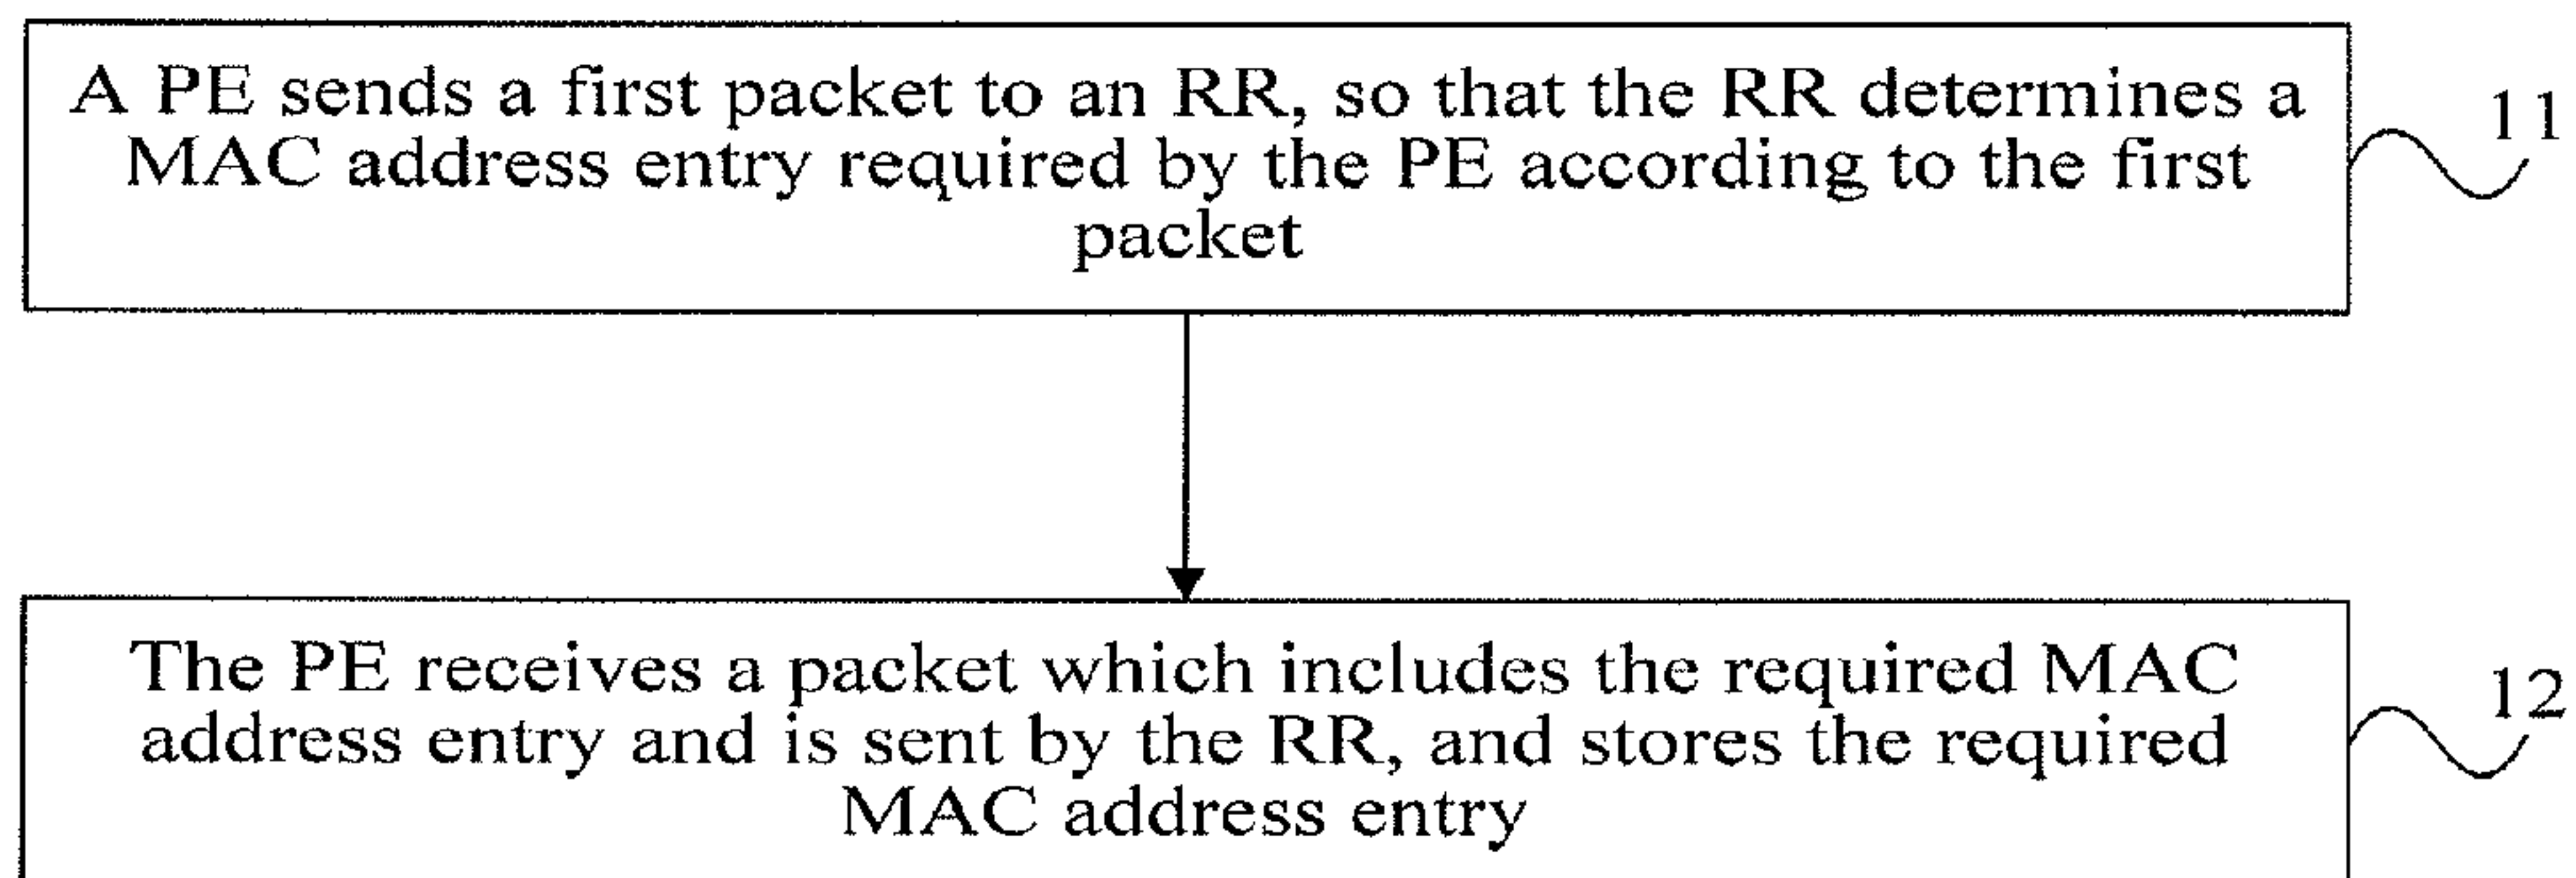 A PE sends a first packet to an RR, so that the RR determines a
MAC address entry required by the PE according to the first
packet
11
The PE receives a packet which includes the required MAC
address entry and is sent by the RR, and stores the required
MAC address entry
12